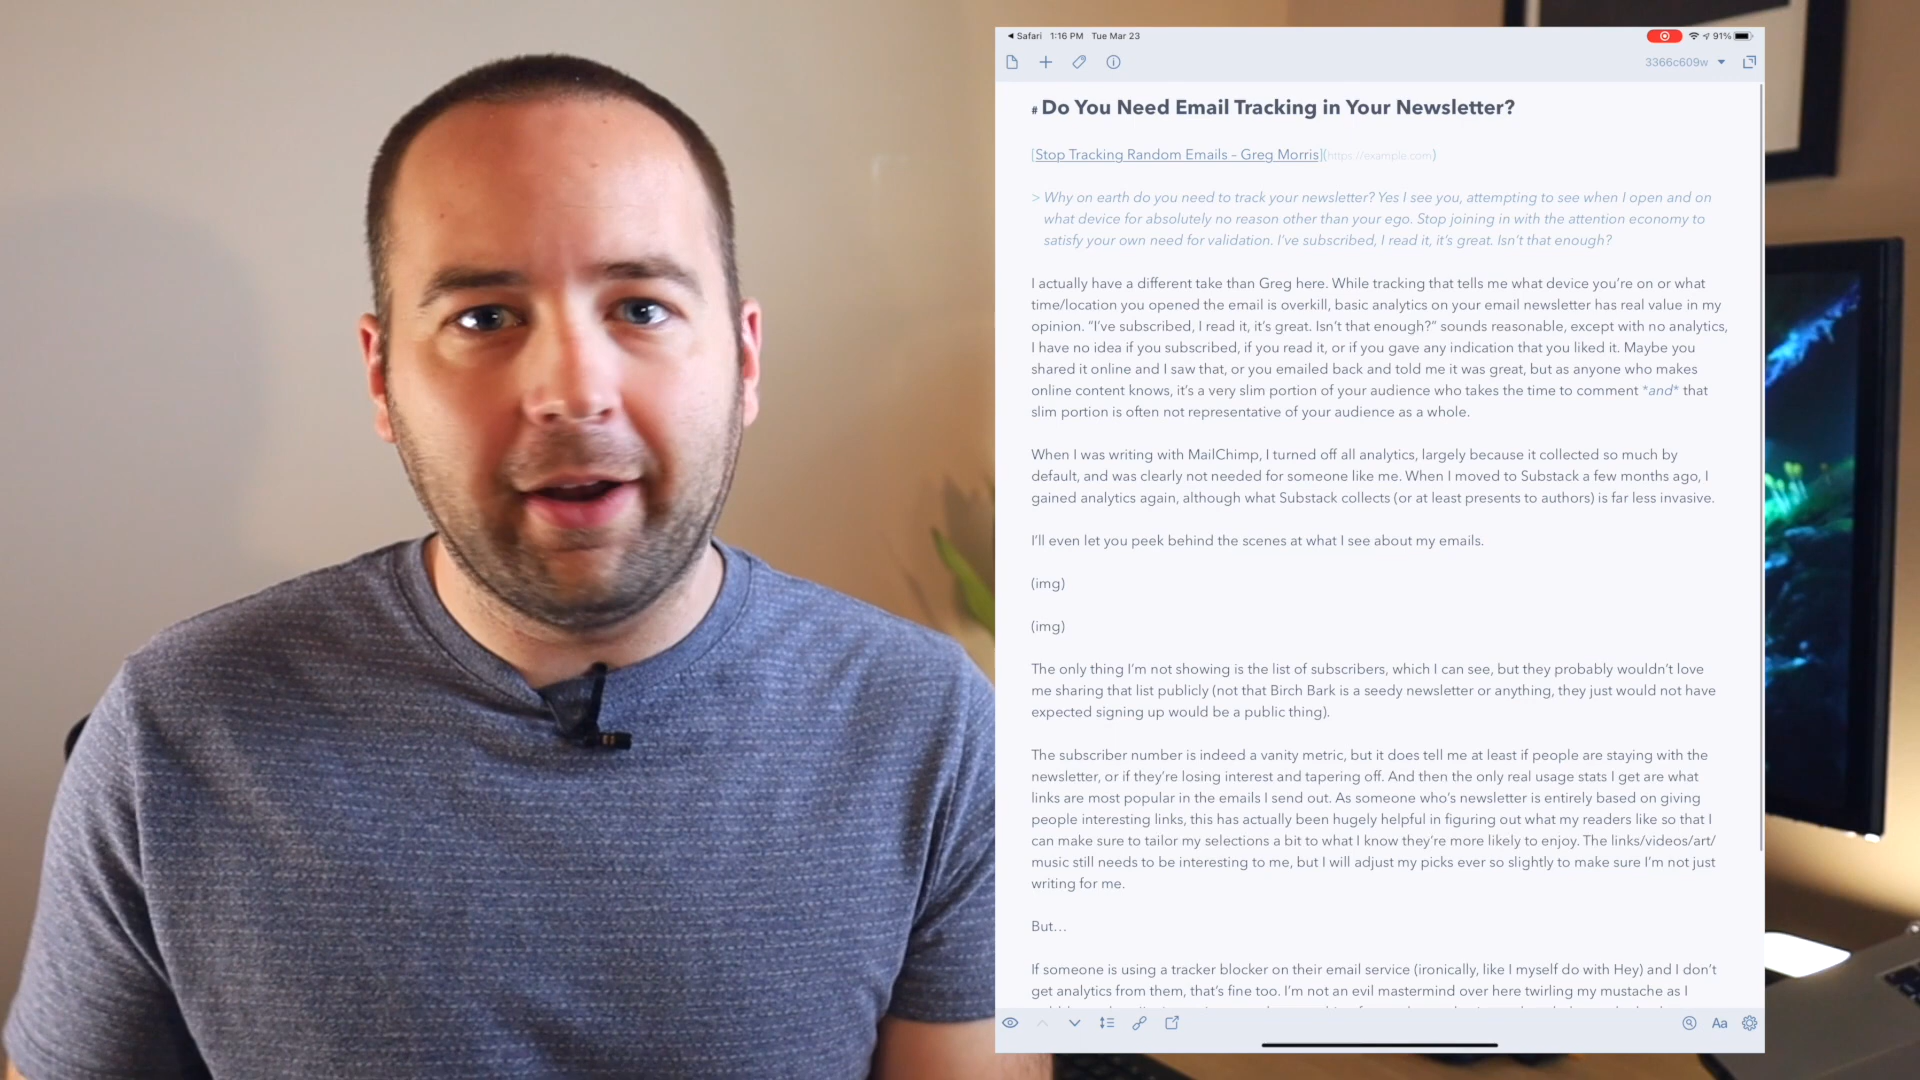 Safari 1:16 PM Tue Mar 23 91%
3366c609w
# Do You Need Email Tracking in Your Newsletter?
[Stop Tracking Random Emails – Greg Morris](https://example.com)
> Why on earth do you need to track your newsletter? Yes I see you, attempting to see when I open and on
what device for absolutely no reason other than your ego. Stop joining in with the attention economy to
satisfy your own need for validation. I’ve subscribed, I read it, it’s great. Isn’t that enough?
I actually have a different take than Greg here. While tracking that tells me what device you’re on or what
time/location you opened the email is overkill, basic analytics on your email newsletter has real value in my
opinion. “I’ve subscribed, I read it, it’s great. Isn’t that enough?” sounds reasonable, except with no analytics,
I have no idea if you subscribed, if you read it, or if you gave any indication that you liked it. Maybe you
shared it online and I saw that, or you emailed back and told me it was great, but as anyone who makes
online content knows, it’s a very slim portion of your audience who takes the time to comment *and* that
slim portion is often not representative of your audience as a whole.
When I was writing with MailChimp, I turned off all analytics, largely because it collected so much by
default, and was clearly not needed for someone like me. When I moved to Substack a few months ago, I
gained analytics again, although what Substack collects (or at least presents to authors) is far less invasive.
I’ll even let you peek behind the scenes at what I see about my emails.
(img)
(img)
The only thing I’m not showing is the list of subscribers, which I can see, but they probably wouldn’t love
me sharing that list publicly (not that Birch Bark is a seedy newsletter or anything, they just would not have
expected signing up would be a public thing).
The subscriber number is indeed a vanity metric, but it does tell me at least if people are staying with the
newsletter, or if they’re losing interest and tapering off. And then the only real usage stats I get are what
links are most popular in the emails I send out. As someone who’s newsletter is entirely based on giving
people interesting links, this has actually been hugely helpful in figuring out what my readers like so that I
can make sure to tailor my selections a bit to what I know they’re more likely to enjoy. The links/videos/art/
music still needs to be interesting to me, but I will adjust my picks ever so slightly to make sure I’m not just
writing for me.
But…
If someone is using a tracker blocker on their email service (ironically, like I myself do with Hey) and I don’t
get analytics from them, that’s fine too. I’m not an evil mastermind over here twirling my mustache as I
Aa